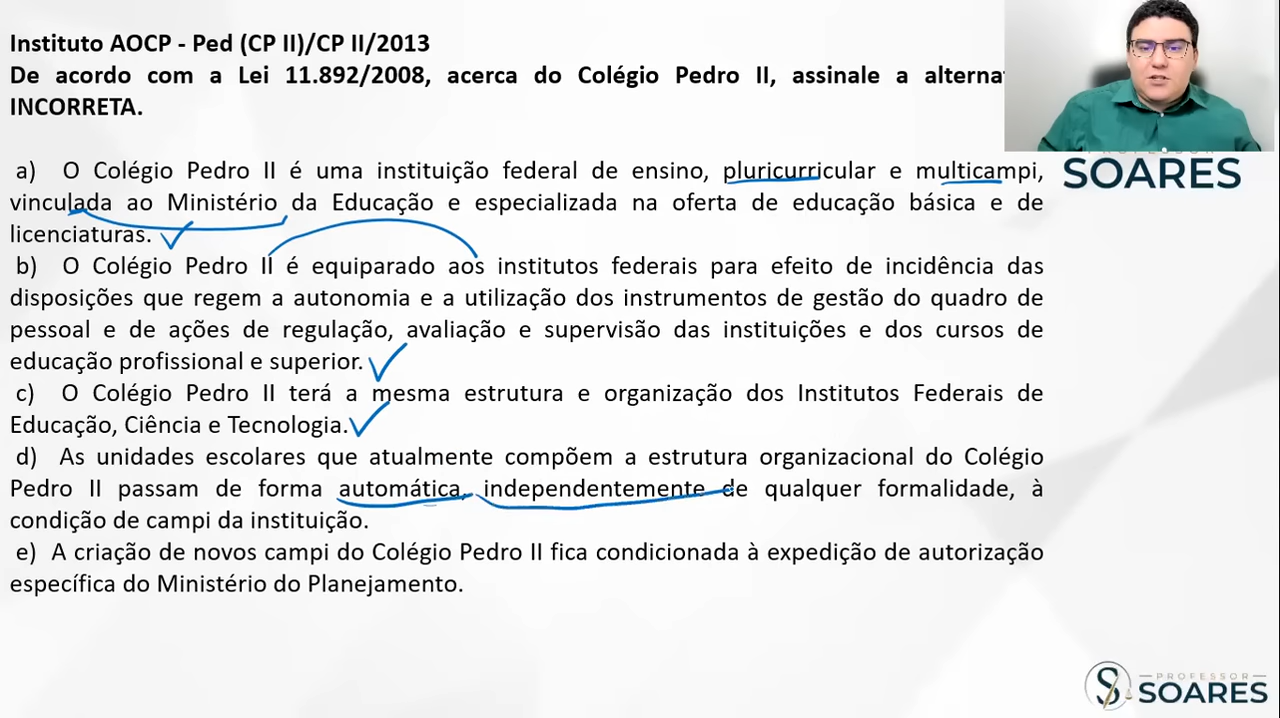 Instituto AOCP - Ped (CP II)/CP II/2013
De acordo com a Lei 11.892/2008, acerca do Colégio Pedro II, assinale a
INCORRETA.
a) O Colégio Pedro II é uma instituição federal de ensino, pluricurricular e multicampi,
vinculada ao Ministério da Educação e especializada na oferta de educação básica e de
licenciaturas.
b) O Colégio Pedro II é equiparado aos institutos federais para efeito de incidência das
disposições que regem a autonomia e a utilização dos instrumentos de gestão do quadro de
pessoal e de ações de regulação, avaliação e supervisão das instituições e dos cursos de
educação profissional e superior.
c) O Colégio Pedro II terá a mesma estrutura e organização dos Institutos Federais de
Educação, Ciência e Tecnologia.
d) As unidades escolares que atualmente compõem a estrutura organizacional do Colégio
Pedro II passam de forma automática, independentemente de qualquer formalidade, à
condição de campi da instituição.
e) A criação de novos campi do Colégio Pedro II fica condicionada à expedição de autorização
específica do Ministério do Planejamento.
SOARES
PROFESSOR
SOARES